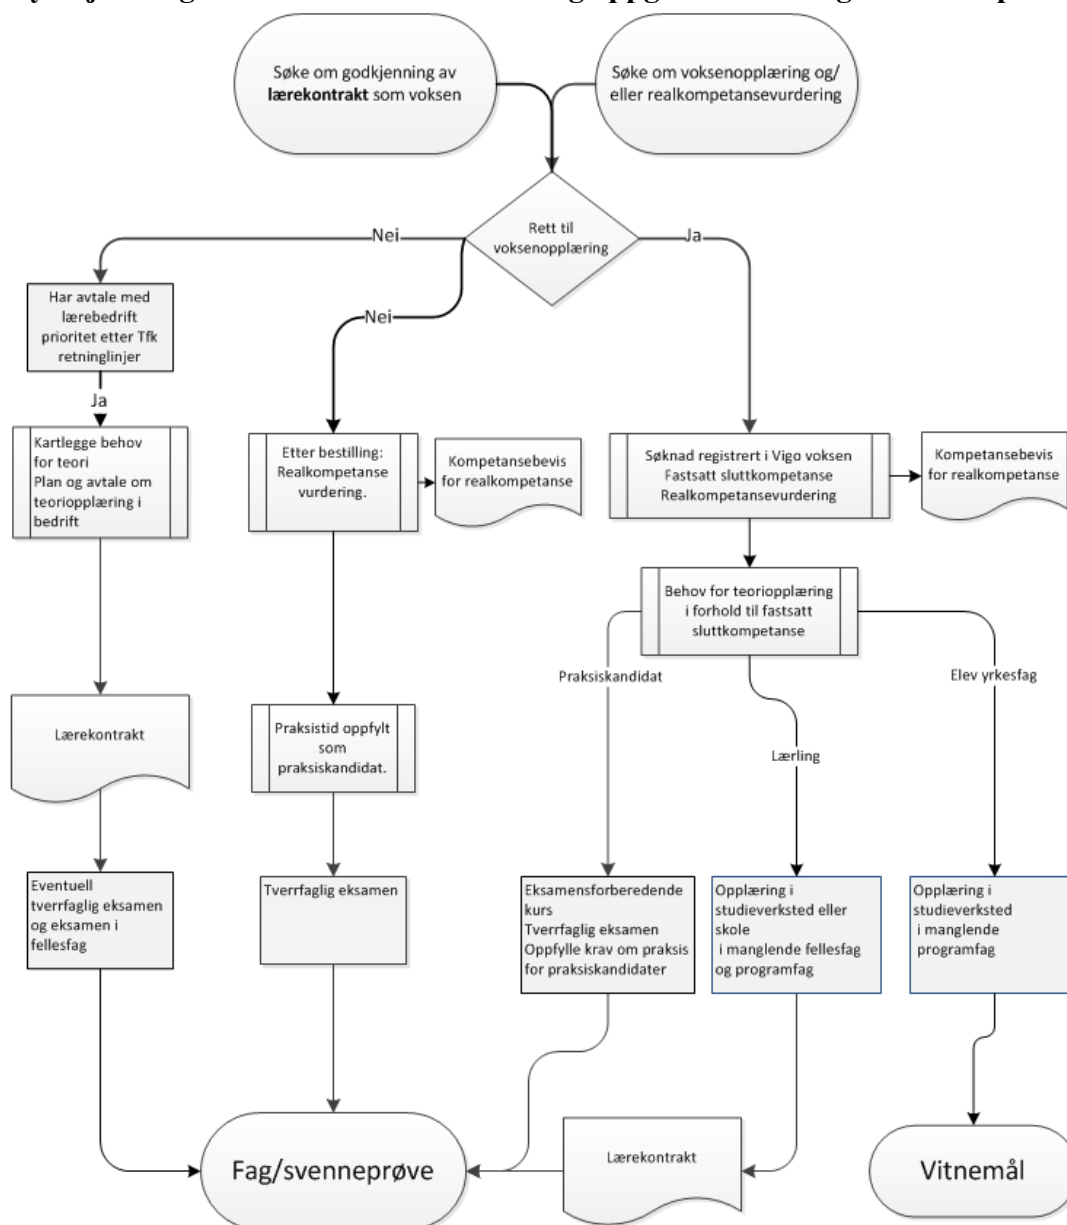 Søke om godkjenning av
lærekontrakt som voksen
Søke om voksenopplæring og/
eller realkompetansevurdering
Rett til
voksenopplæring
Nei
Nei
Ja
Har avtale med
lærebedrift
prioritet etter Tfk
retninglinjer
Ja
Kartlegge behov
for teori
Plan og avtale om
teoriopplæring i
bedrift
Etter bestilling:
Realkompetanse
vurdering.
Kompetansebevis
for realkompetanse
Søknad registrert i Vigo voksen
Fastsatt sluttkompetanse
Realkompetansevurdering
Kompetansebevis
for realkompetanse
Behov for teoriopplæring
i forhold til fastsatt
sluttkompetanse
Praksiskandidat
Lærling
Elev yrkesfag
Lærekontrakt
Praksistid oppfylt
som
praksiskandidat.
Eventuell
tverrfaglig eksamen
og eksamen i
fellesfag
Tverrfaglig eksamen
Eksamensforberedende
kurs
Tverrfaglig eksamen
Oppfylle krav om praksis
for praksiskandidater
Opplæring i
studieverksted eller
skole
i manglende fellesfag
og programfag
Opplæring i
studieverksted
i manglende
programfag
Fag/svenneprøve
Lærekontrakt
Vitnemål